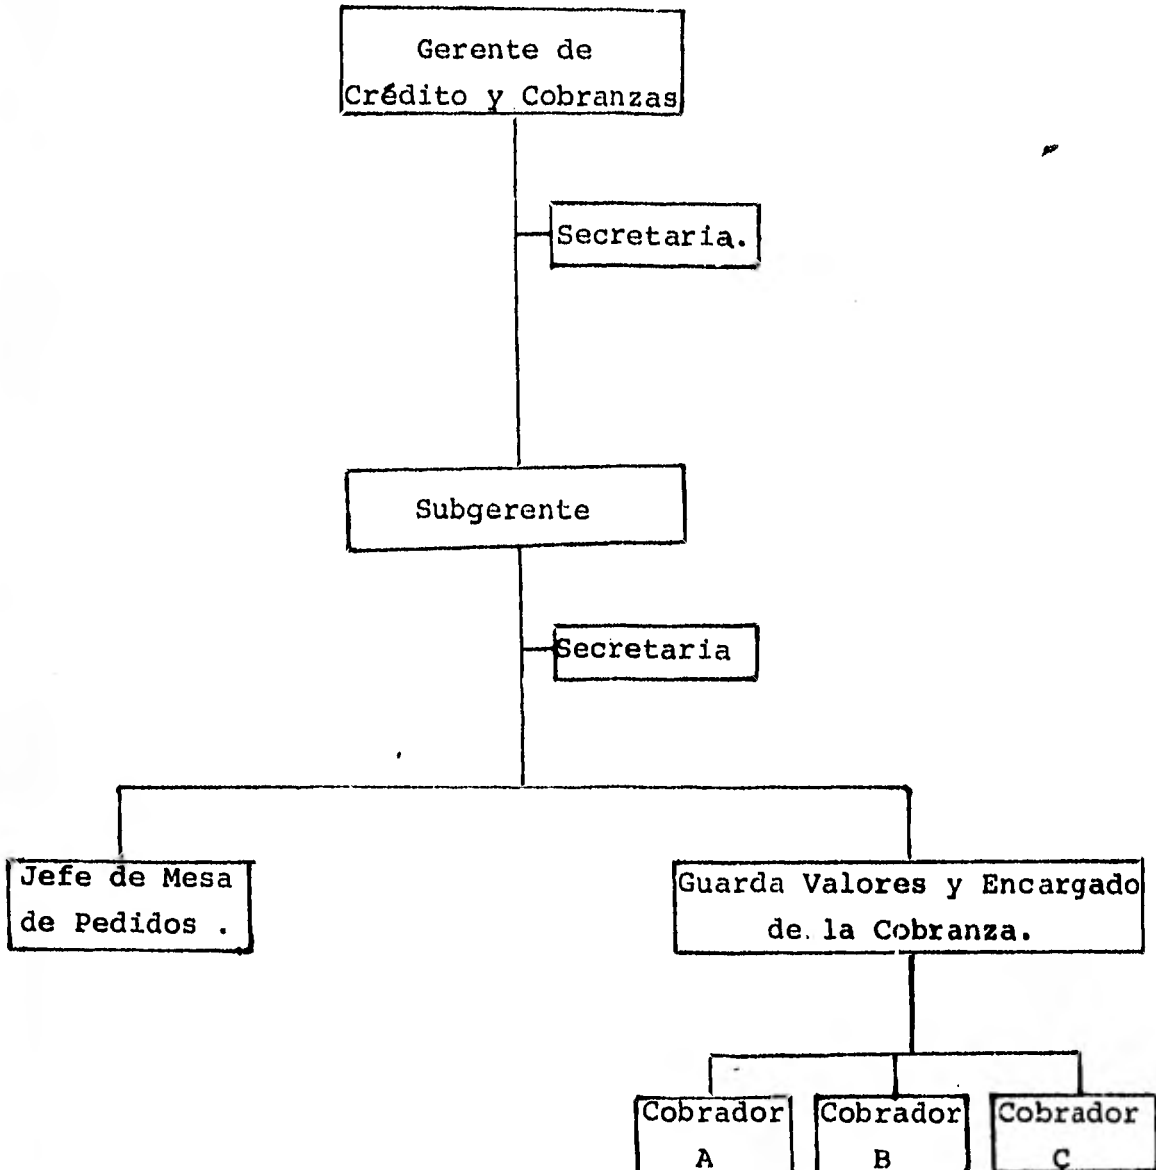 Gerente de
Crédito y Cobranzas
Secretaria.
Subgerente
Secretaria
Jefe de Mesa
de Pedidos .
Guarda Valores y Encargado
de la Cobranza.
Cobrador
A
Cobrador
B
Cobrador
C